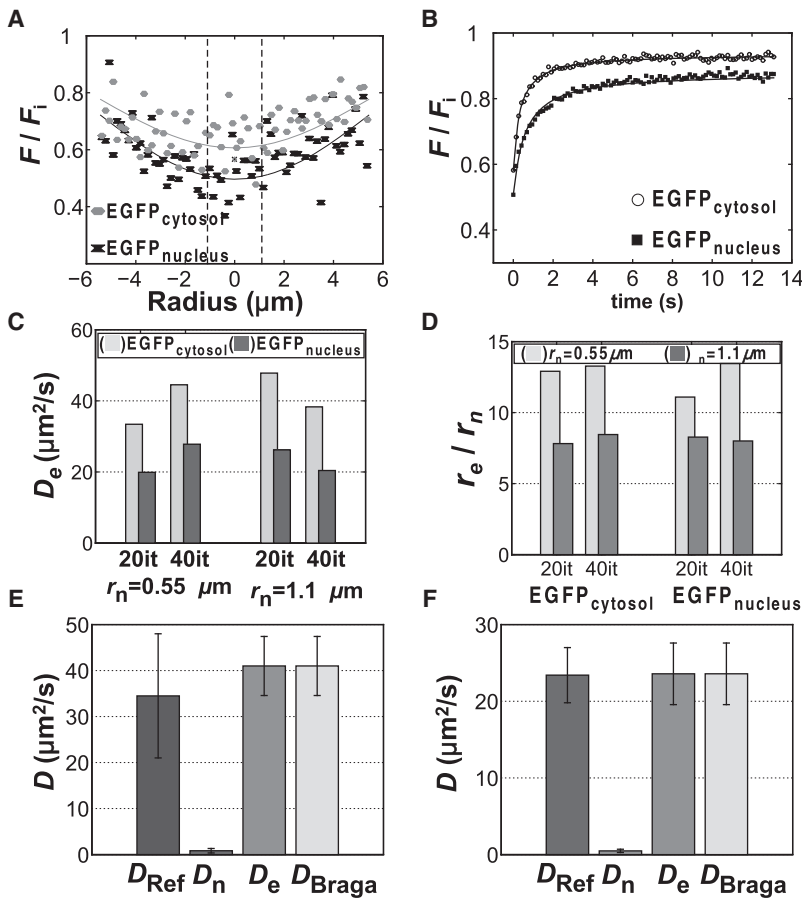 A
1
0.8
0.6
0.4
F / Fi
EGFPcytosol
EGFPnucleus
−6 −4 −2 0 2 4 6
Radius (µm)
B
1
0.8
0.6
0.4
F / Fi
EGFPcytosol
EGFPnucleus
0 2 4 6 8 10 12 14
time (s)
C
60
40
20
0
De (µm²/s)
( )EGFPcytosol( )EGFPnucleus
20it 40it 20it 40it
rn=0.55 µm rn=1.1 µm
D
15
10
5
0
re / rn
( )rn=0.55µm ( ) n=1.1µm
20it 40it 20it 40it
EGFPcytosol EGFPnucleus
E
50
40
30
20
10
0
D (µm²/s)
DRef Dn De DBraga
F
30
20
10
0
D (µm²/s)
DRef Dn De DBraga